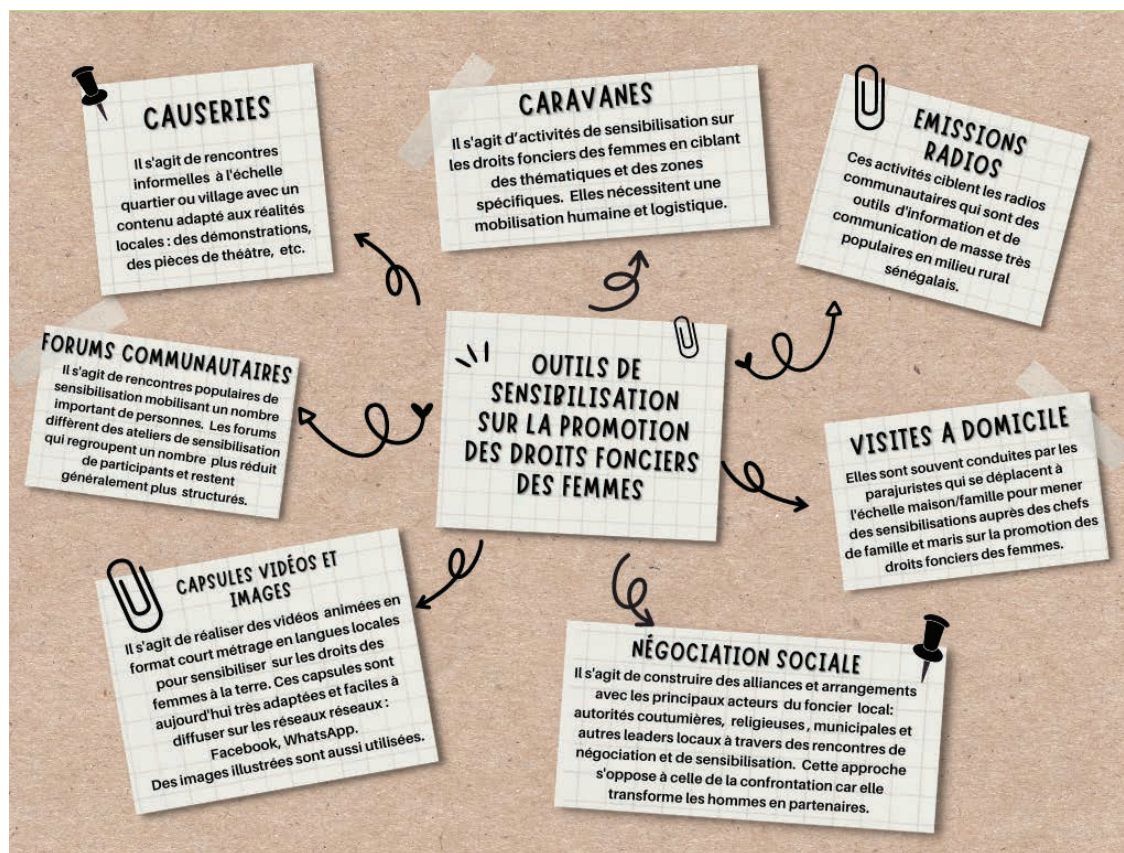 CAUSERIES
Il s'agit de rencontres
informelles à l'échelle
quartier ou village avec un
contenu adapté aux réalités
locales : des démonstrations,
des pièces de théâtre, etc.
CARAVANES
Il s'agit d'activités de sensibilisation sur
les droits fonciers des femmes en ciblant
des thématiques et des zones
spécifiques. Elles nécessitent une
mobilisation humaine et logistique.
EMISSIONS
RADIOS
Ces activités ciblent les radios
communautaires qui sont des
outils d'information et de
communication de masse très
populaires en milieu rural
sénégalais.
FORUMS COMMUNAUTAIRES
Il s'agit de rencontres populaires de
sensibilisation mobilisant un nombre
important de personnes. Les forums
diffèrent des ateliers de sensibilisation
qui regroupent un nombre plus réduit
de participants et restent
généralement plus structurés.
OUTILS DE
SENSIBILISATION
SUR LA PROMOTION
DES DROITS FONCIERS
DES FEMMES
VISITES A DOMICILE
Elles sont souvent conduites par les
parajuristes qui se déplacent à
l'échelle maison/famille pour mener
des sensibilisations auprès des chefs
de famille et maris sur la promotion des
droits fonciers des femmes.
CAPSULES VIDÉOS ET
IMAGES
Il s'agit de réaliser des vidéos animées en
format court métrage en langues locales
pour sensibiliser sur les droits des
femmes à la terre. Ces capsules sont
aujourd'hui très adaptées et faciles à
diffuser sur les réseaux réseaux :
Facebook, WhatsApp.
Des images illustrées sont aussi utilisées.
NÉGOCIATION SOCIALE
Il s'agit de construire des alliances et arrangements
avec les principaux acteurs du foncier local:
autorités coutumières, religieuses, municipales et
autres leaders locaux à travers des rencontres de
négociation et de sensibilisation. Cette approche
s'oppose à celle de la confrontation car elle
transforme les hommes en partenaires.